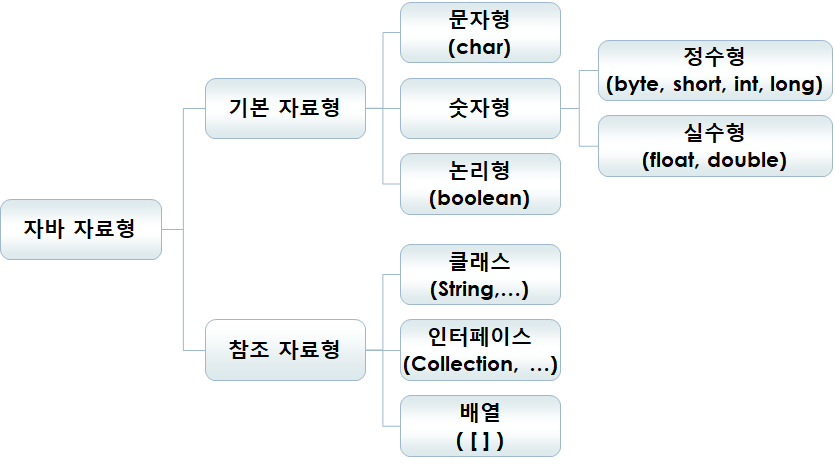 자바 자료형
기본 자료형
문자형
(char)
숫자형
정수형
(byte, short, int, long)
실수형
(float, double)
논리형
(boolean)
참조 자료형
클래스
(String,…)
인터페이스
(Collection, …)
배열
( [ ] )